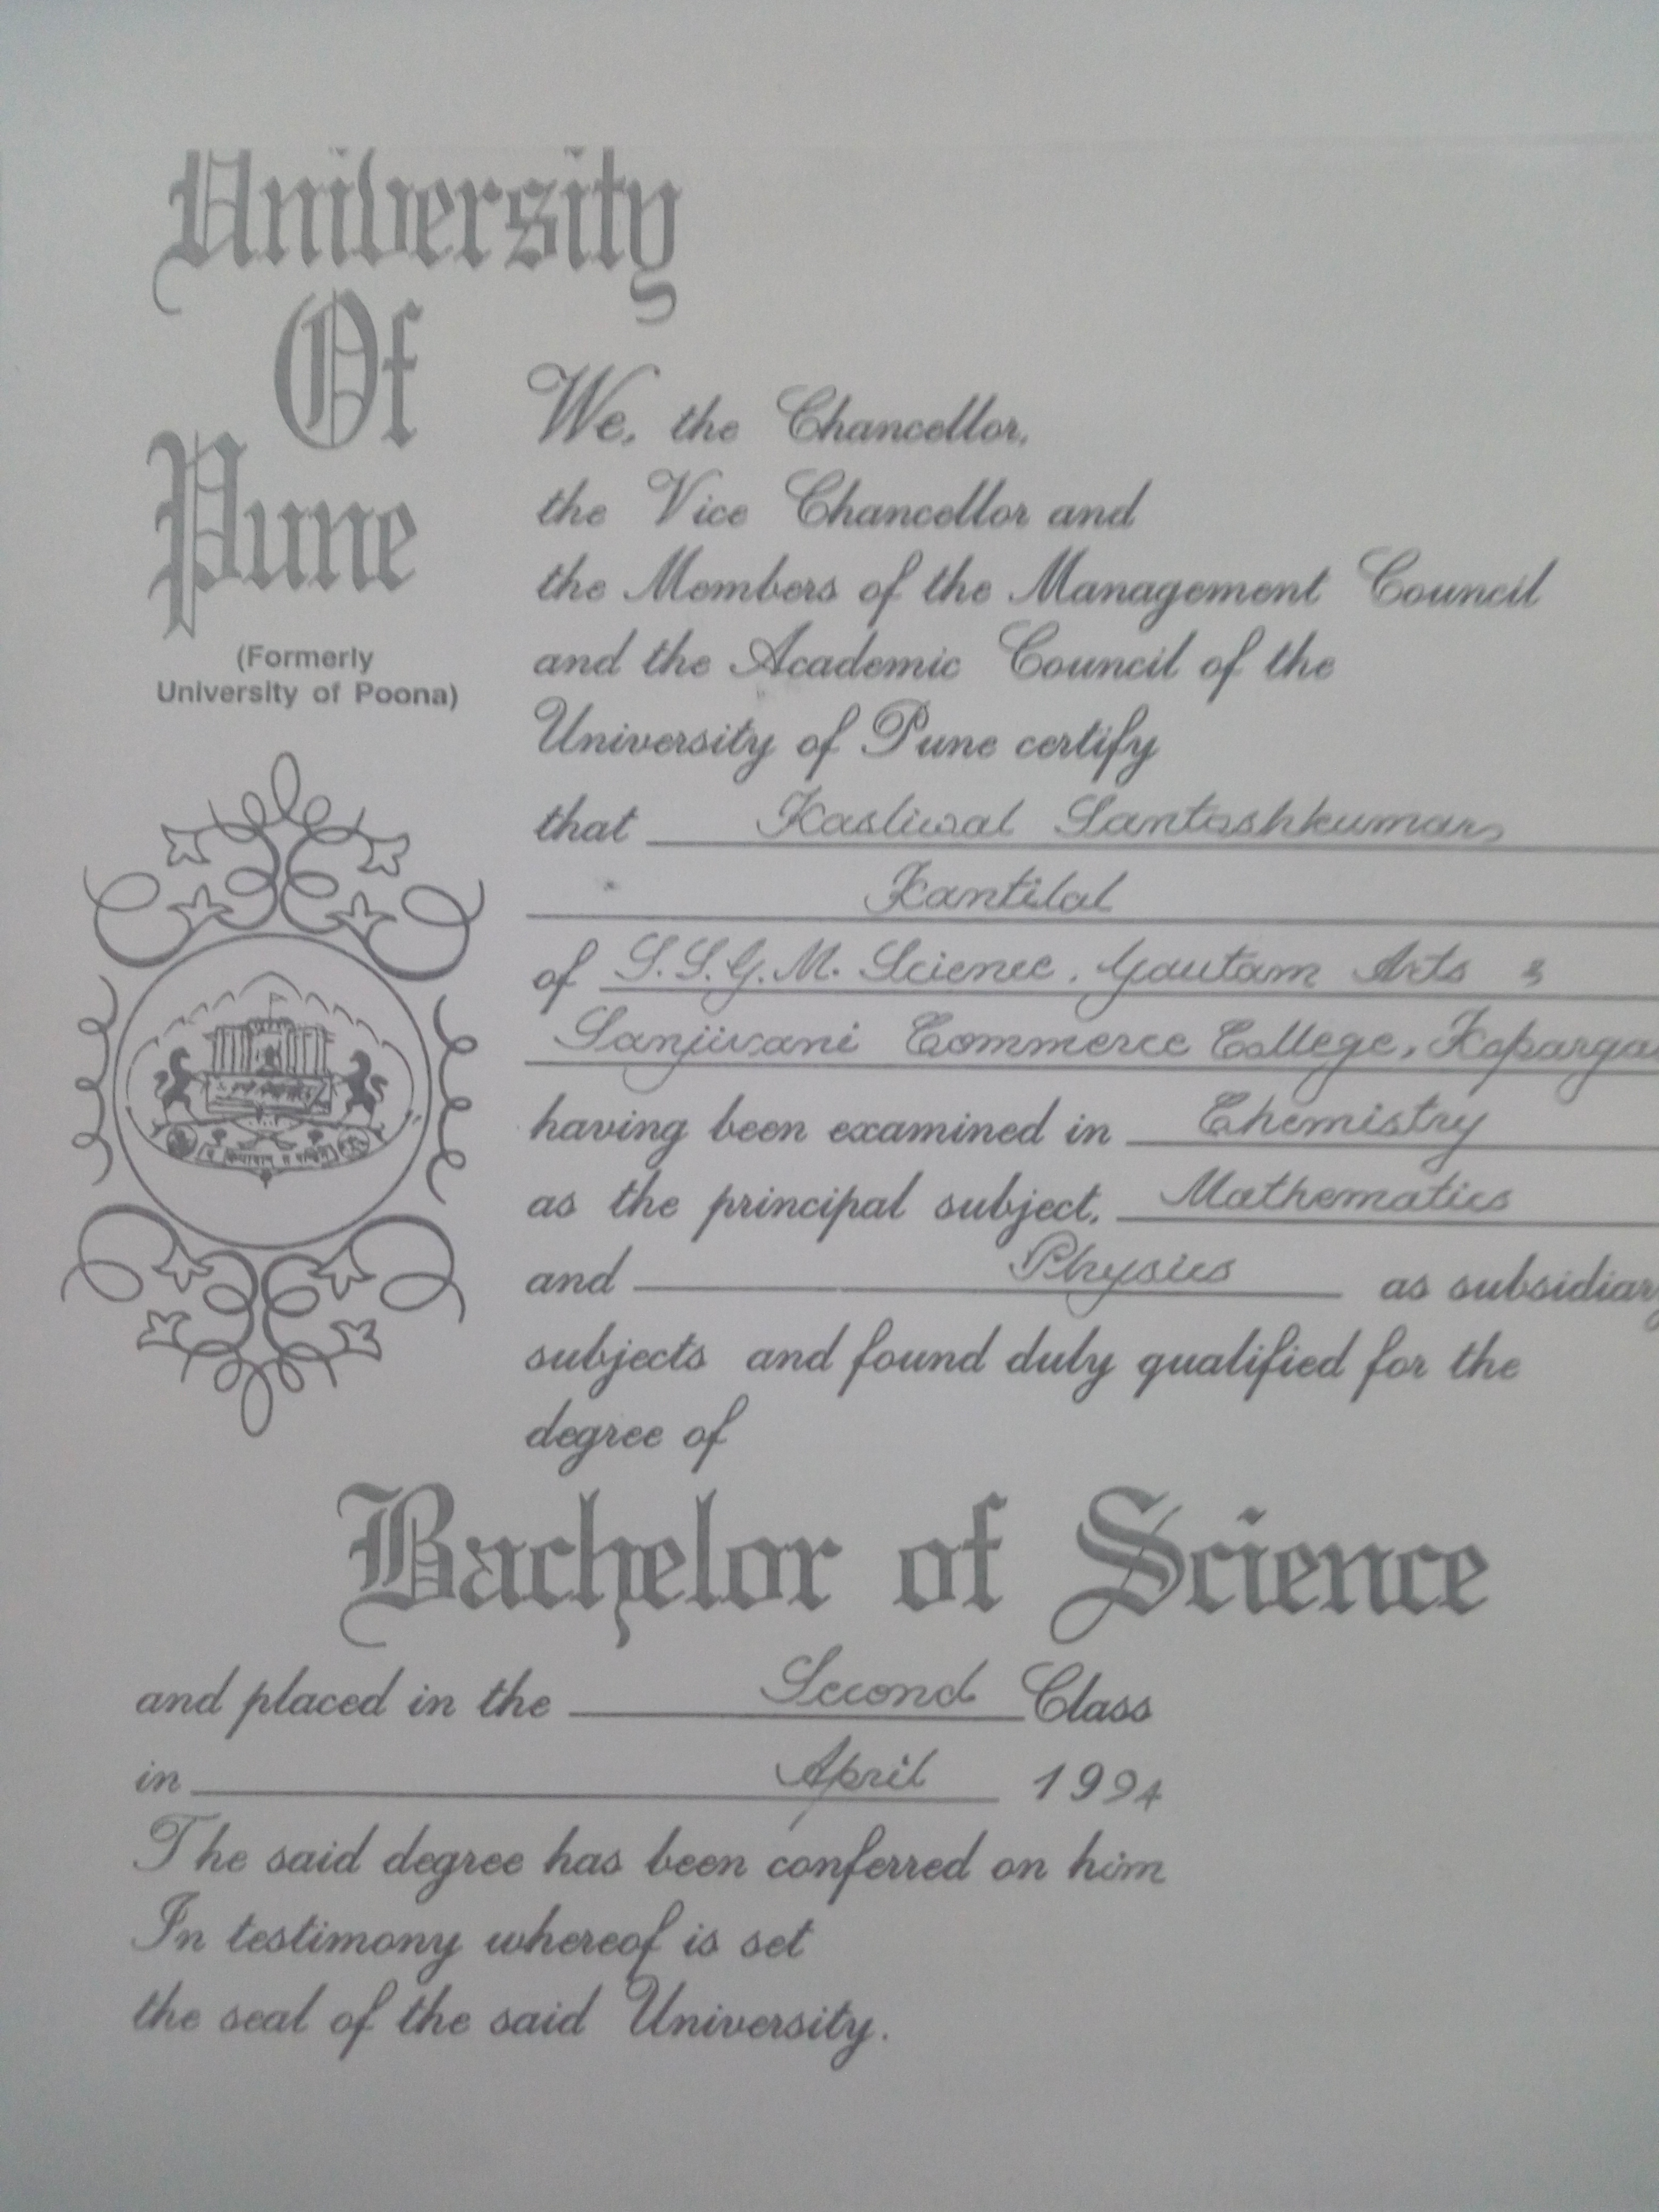 University
Of
Pune
(Formerly
University of Poona)
We, the Chancellor,
the Vice Chancellor and
the Members of the Management Council
and the Academic Council of the
University of Pune certify
that Kasliwal Santoshkumar
Kantilal
of S.S.G.M. Science, Gautam Arts &
Sanjivani Commerce College, Koparga
having been examined in Chemistry
as the principal subject, Mathematics
and Physics as subsidiary
subjects and found duly qualified for the
degree of
Bachelor of Science
and placed in the Second Class
in April 1994
The said degree has been conferred on him
In testimony whereof is set
the seal of the said University.